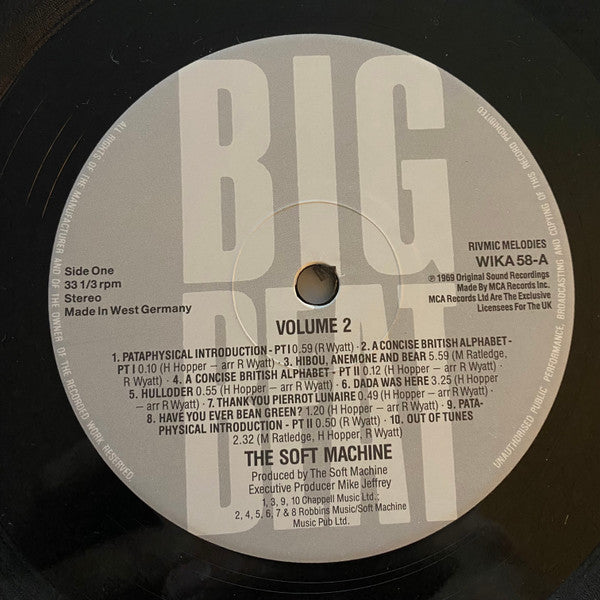 BIG
BEAT
ALL RIGHTS OF THE MANUFACTURER AND OF THE OWNER OF THE RECORDED WORK RESERVED.
UNAUTHORISED PUBLIC PERFORMANCE, BROADCASTING AND COPYING OF THIS RECORD PROHIBITED
Side One
33 1/3 rpm
Stereo
Made In West Germany
RIVMIC MELODIES
WIKA 58-A
℗ 1969 Original Sound Recordings
Made By MCA Records Inc.
MCA Records Ltd Are The Exclusive
Licensees For The UK
VOLUME 2
1. PATAPHYSICAL INTRODUCTION - PT I 0.59 (R Wyatt) · 2. A CONCISE BRITISH ALPHABET -
PT I 0.10 (H Hopper – arr R Wyatt) · 3. HIBOU, ANEMONE AND BEAR 5.59 (M Ratledge,
R Wyatt) · 4. A CONCISE BRITISH ALPHABET - PT II 0.12 (H Hopper – arr R Wyatt) ·
5. HULLODER 0.55 (H Hopper – arr R Wyatt) · 6. DADA WAS HERE 3.25 (H Hopper
– arr R Wyatt) · 7. THANK YOU PIERROT LUNAIRE 0.49 (H Hopper – arr R Wyatt) ·
8. HAVE YOU EVER BEAN GREEN? 1.20 (H Hopper – arr R Wyatt) · 9. PATA-
PHYSICAL INTRODUCTION - PT II 0.50 (R Wyatt) · 10. OUT OF TUNES
2.32 (M Ratledge, H Hopper, R Wyatt)
THE SOFT MACHINE
Produced by The Soft Machine
Executive Producer Mike Jeffrey
1, 3, 9, 10 Chappell Music Ltd.;
2, 4, 5, 6, 7 & 8 Robbins Music/Soft Machine
Music Pub Ltd.